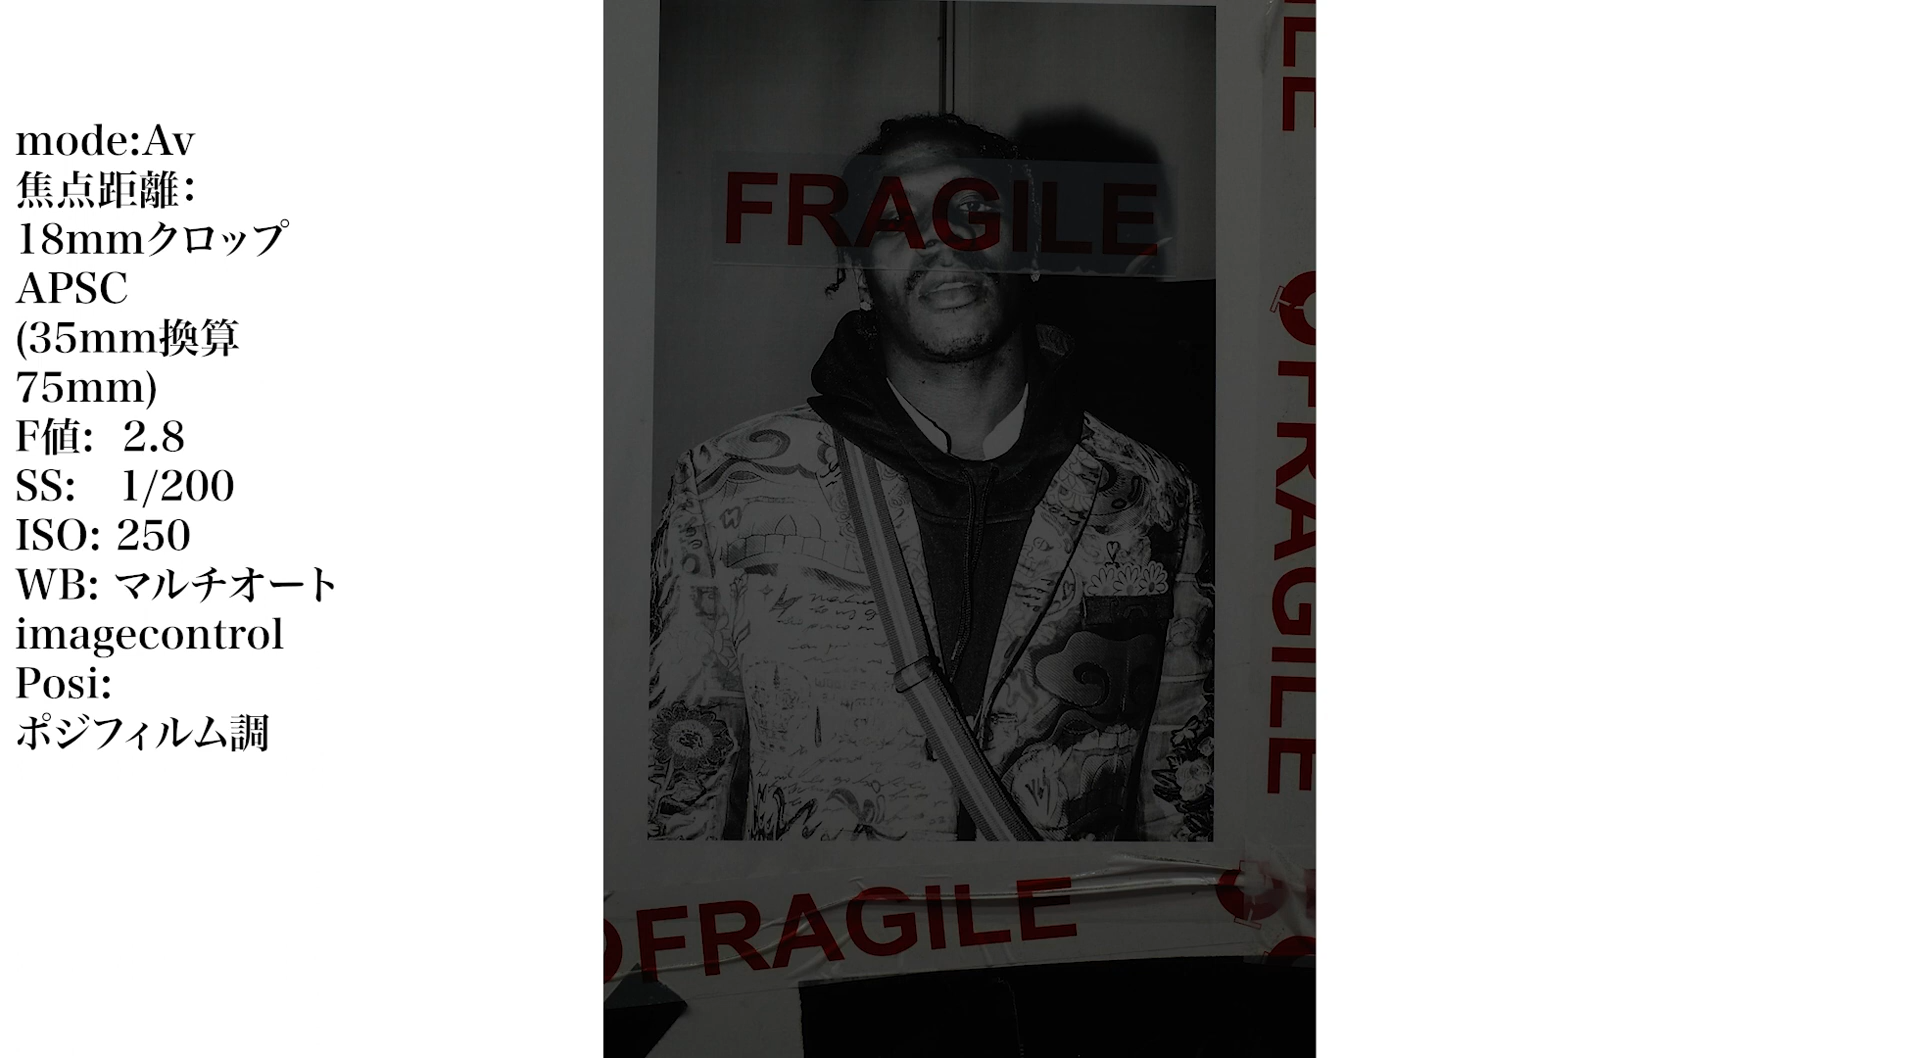 mode:Av
焦点距離：
18mmクロップ
APSC
(35mm換算
75mm)
F値： 2.8
SS: 1/200
ISO: 250
WB: マルチオート
imagecontrol
Posi:
ポジフィルム調
FRAGILE
ILE
FRAGILE
FRAGILE